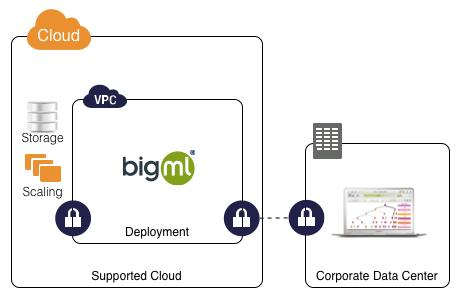 Cloud
VPC
Storage
bigml®
Scaling
Deployment
Supported Cloud
Corporate Data Center